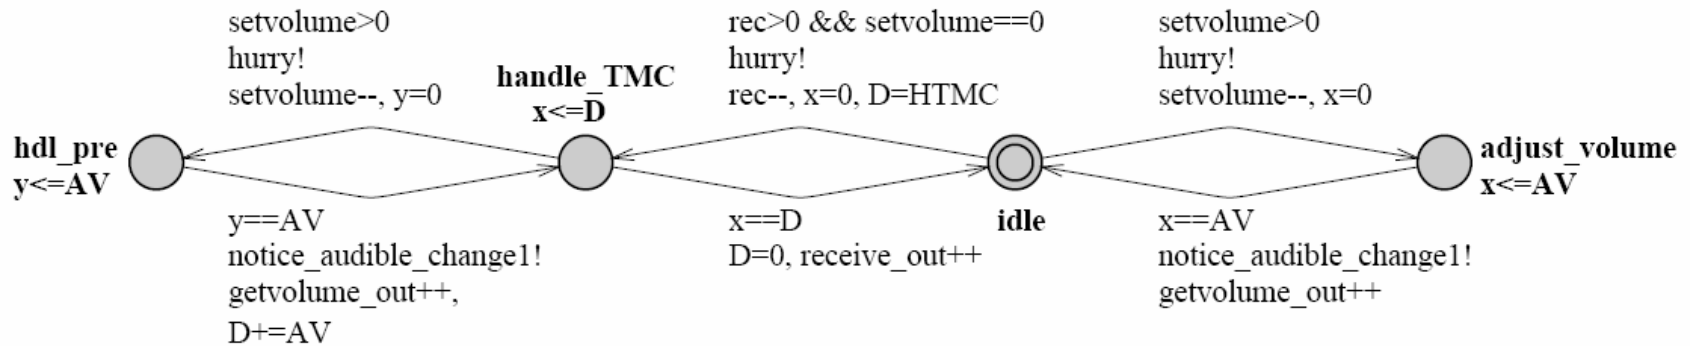 setvolume>0
hurry!
setvolume--, y=0
handle_TMC
x<=D
rec>0 && setvolume==0
hurry!
rec--, x=0, D=HTMC
setvolume>0
hurry!
setvolume--, x=0
hdl_pre
y<=AV
adjust_volume
x<=AV
idle
y==AV
notice_audible_change1!
getvolume_out++,
D+=AV
x==D
D=0, receive_out++
x==AV
notice_audible_change1!
getvolume_out++